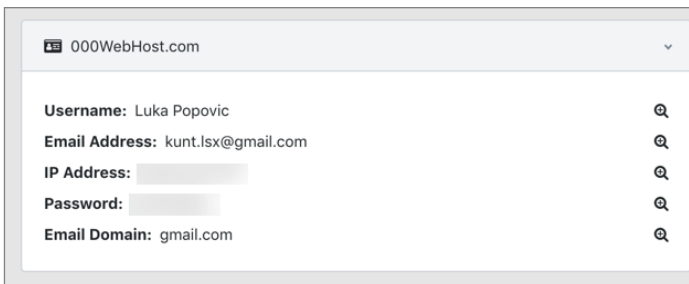 000WebHost.com
Username: Luka Popovic
Email Address: kunt.lsx@gmail.com
IP Address:
Password:
Email Domain: gmail.com